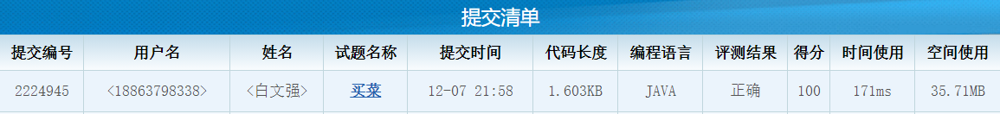 提交清单
提交编号 用户名 姓名 试题名称 提交时间 代码长度 编程语言 评测结果 得分 时间使用 空间使用
2224945 <18863798338> <白文强> 买菜 12-07 21:58 1.603KB JAVA 正确 100 171ms 35.71MB